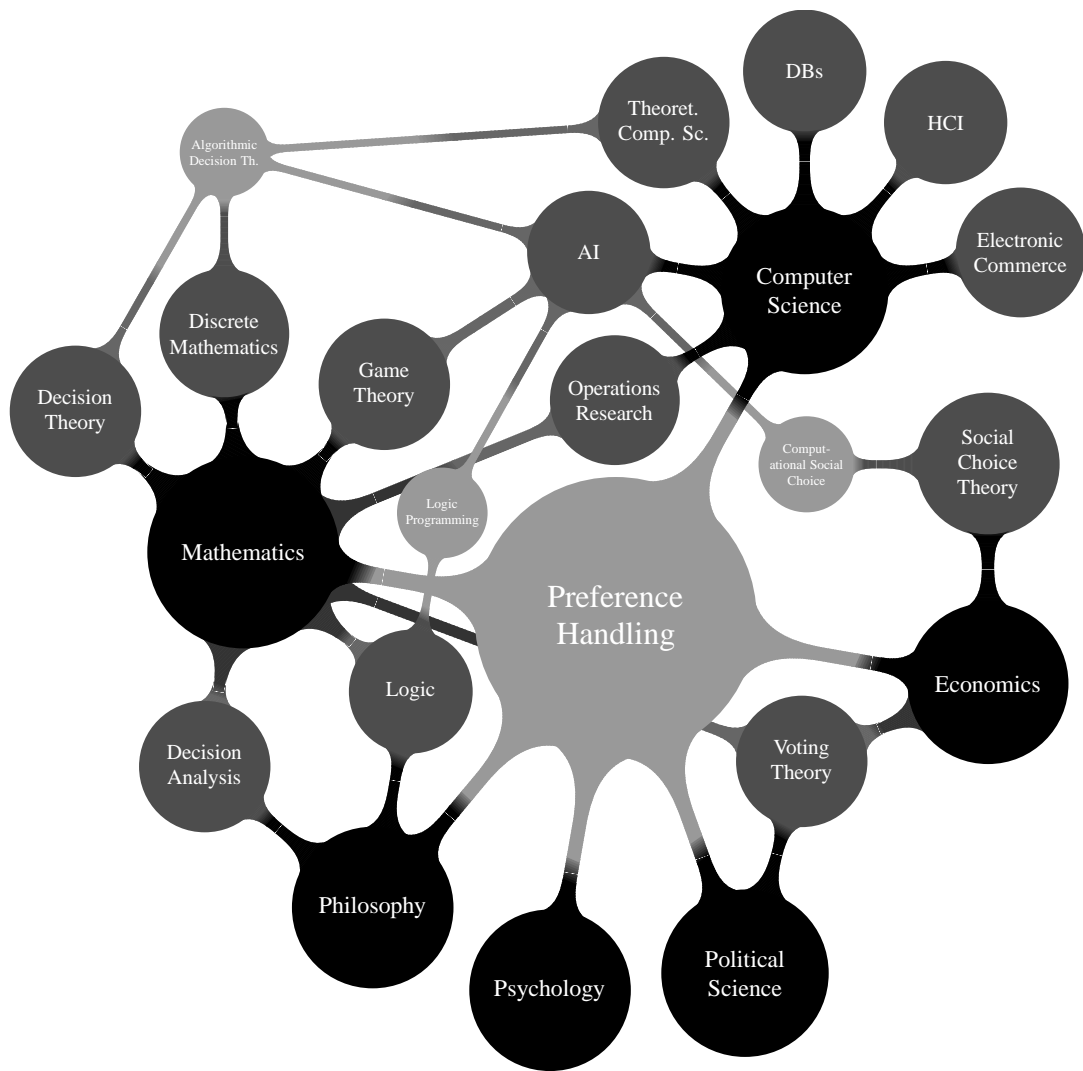 DBs
Theoret.
Comp. Sc.
HCI
Algorithmic
Decision Th.
AI
Electronic
Commerce
Computer
Science
Discrete
Mathematics
Game
Theory
Decision
Theory
Operations
Research
Comput-
ational Social
Choice
Social
Choice
Theory
Logic
Programming
Mathematics
Preference
Handling
Logic
Economics
Decision
Analysis
Voting
Theory
Philosophy
Psychology
Political
Science